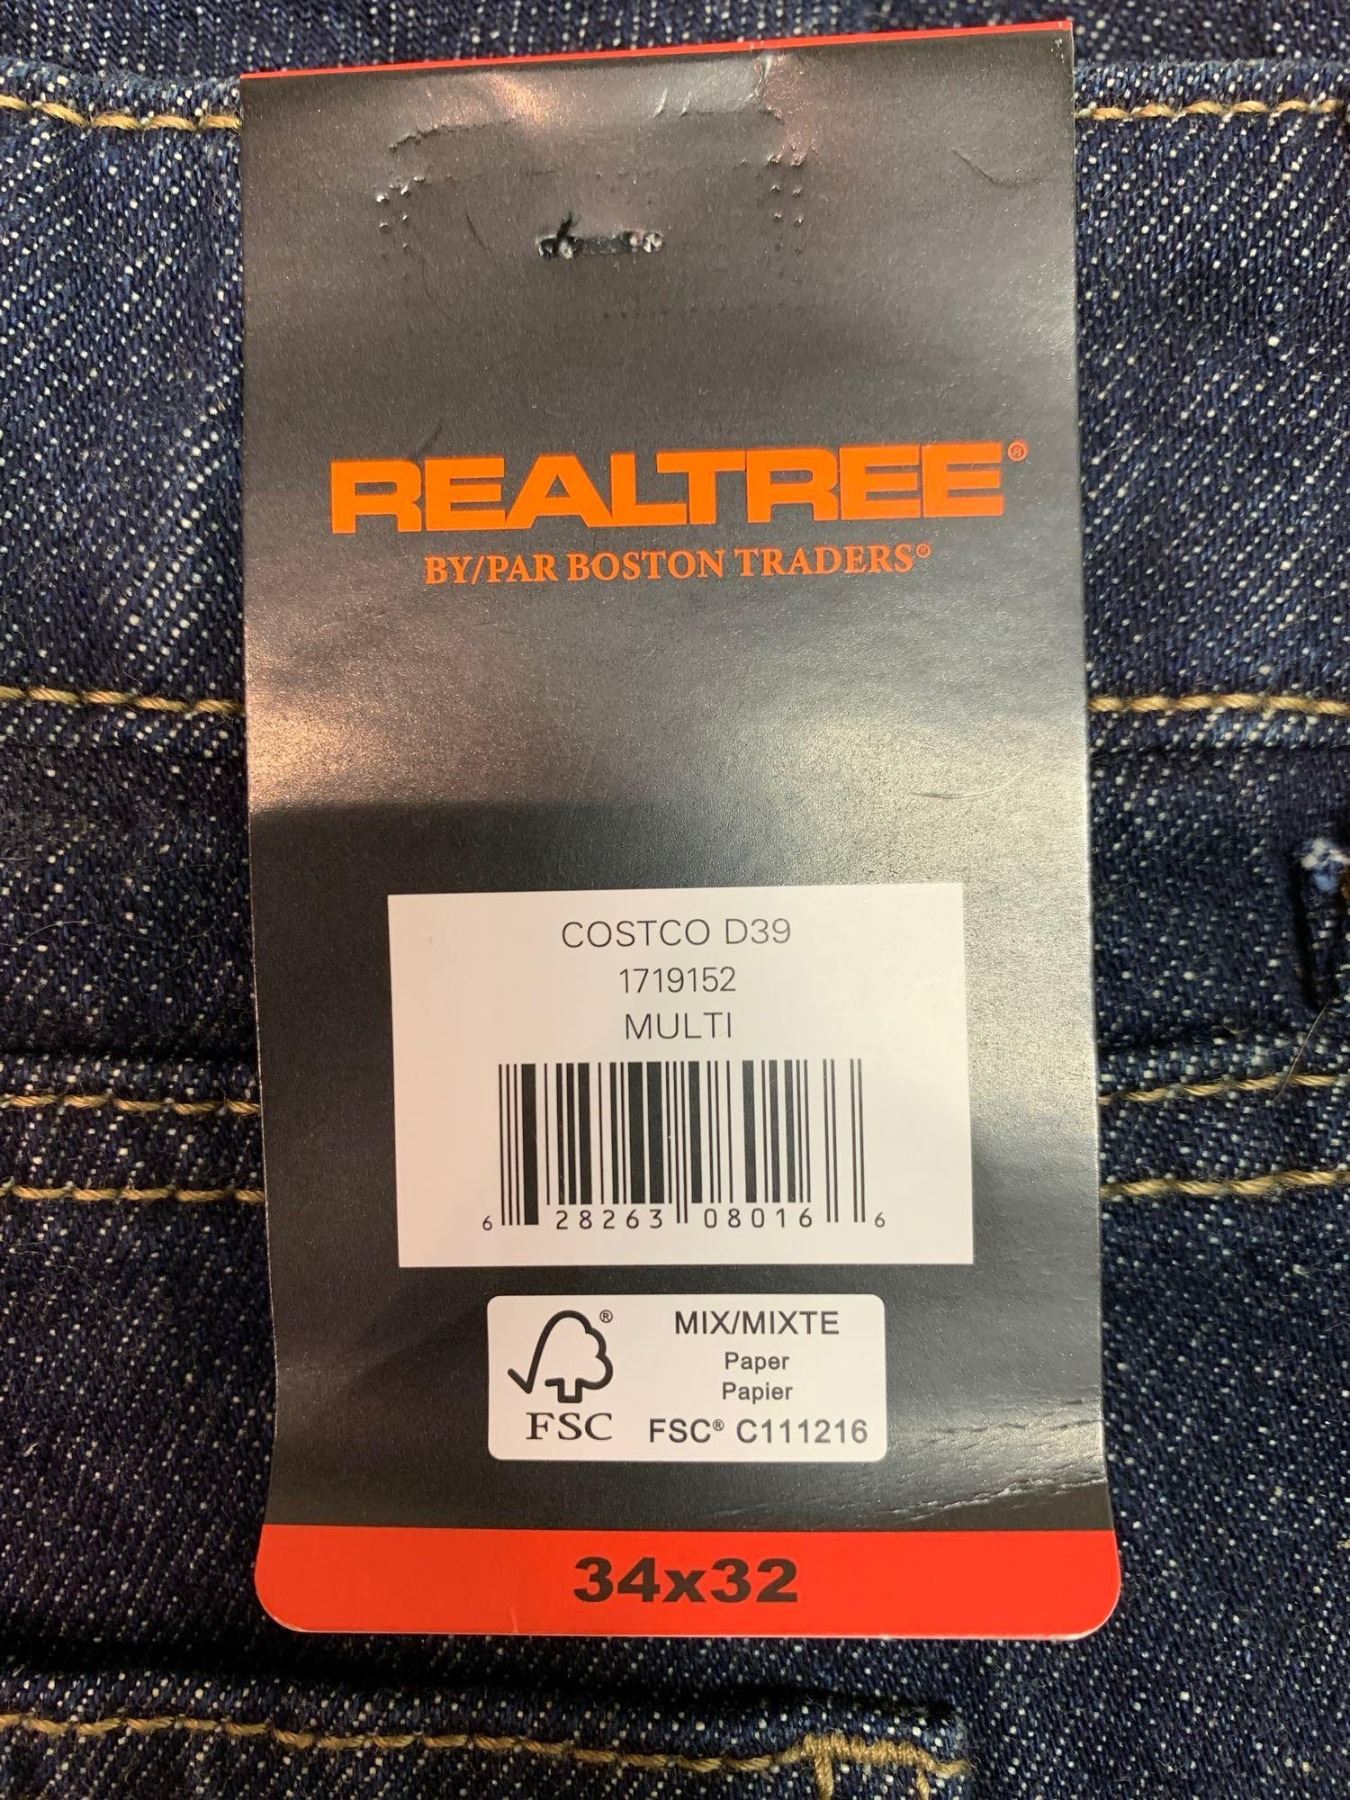 REALTREE®
BY/PAR BOSTON TRADERS®
COSTCO D39
1719152
MULTI
6 28263 08016 6
®
FSC
MIX/MIXTE
Paper
Papier
FSC® C111216
34x32